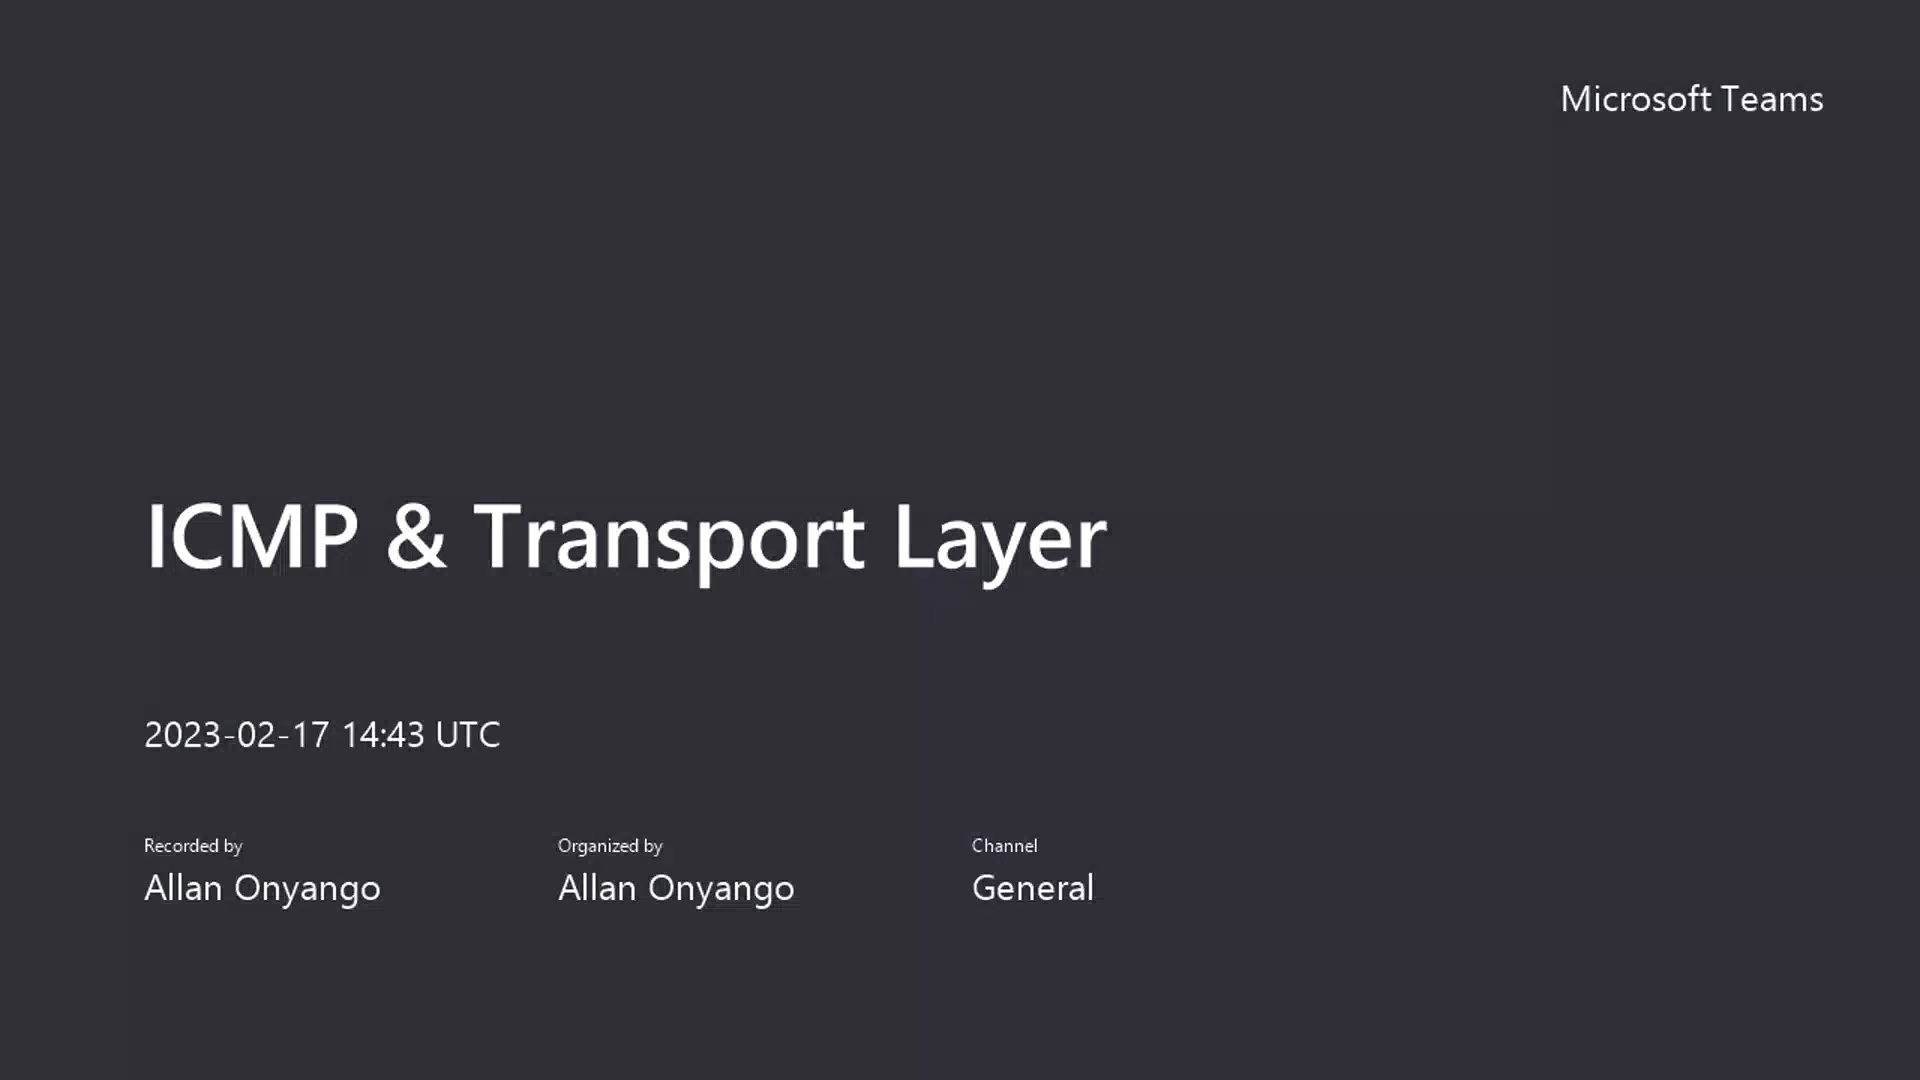 Microsoft Teams
ICMP & Transport Layer
2023-02-17 14:43 UTC
Recorded by
Allan Onyango
Organized by
Allan Onyango
Channel
General